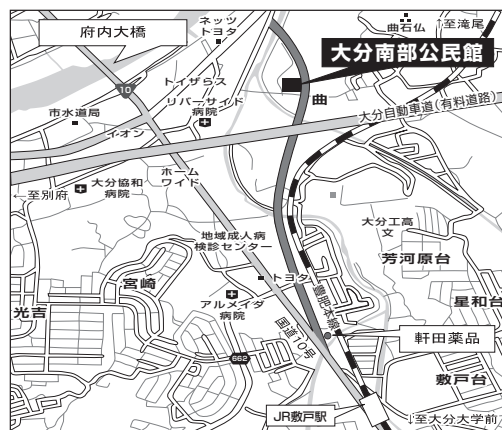 府内大橋
ネッツ
トヨタ
曲石仏
↑至滝尾
大分南部公民館
10
トイザらス
リバーサイド
病院
曲
大分自動車道(有料道路)
市水道局
イオン
ホーム
ワイド
←至別府
大分協和
病院
地域成人病
検診センター
大分工高
文
芳河原台
宮崎
トヨタ
星和台
光吉
アルメイダ
病院
豊肥本線
国道10号
軒田薬品
662
敷戸台
JR敷戸駅
↓至大分大学前